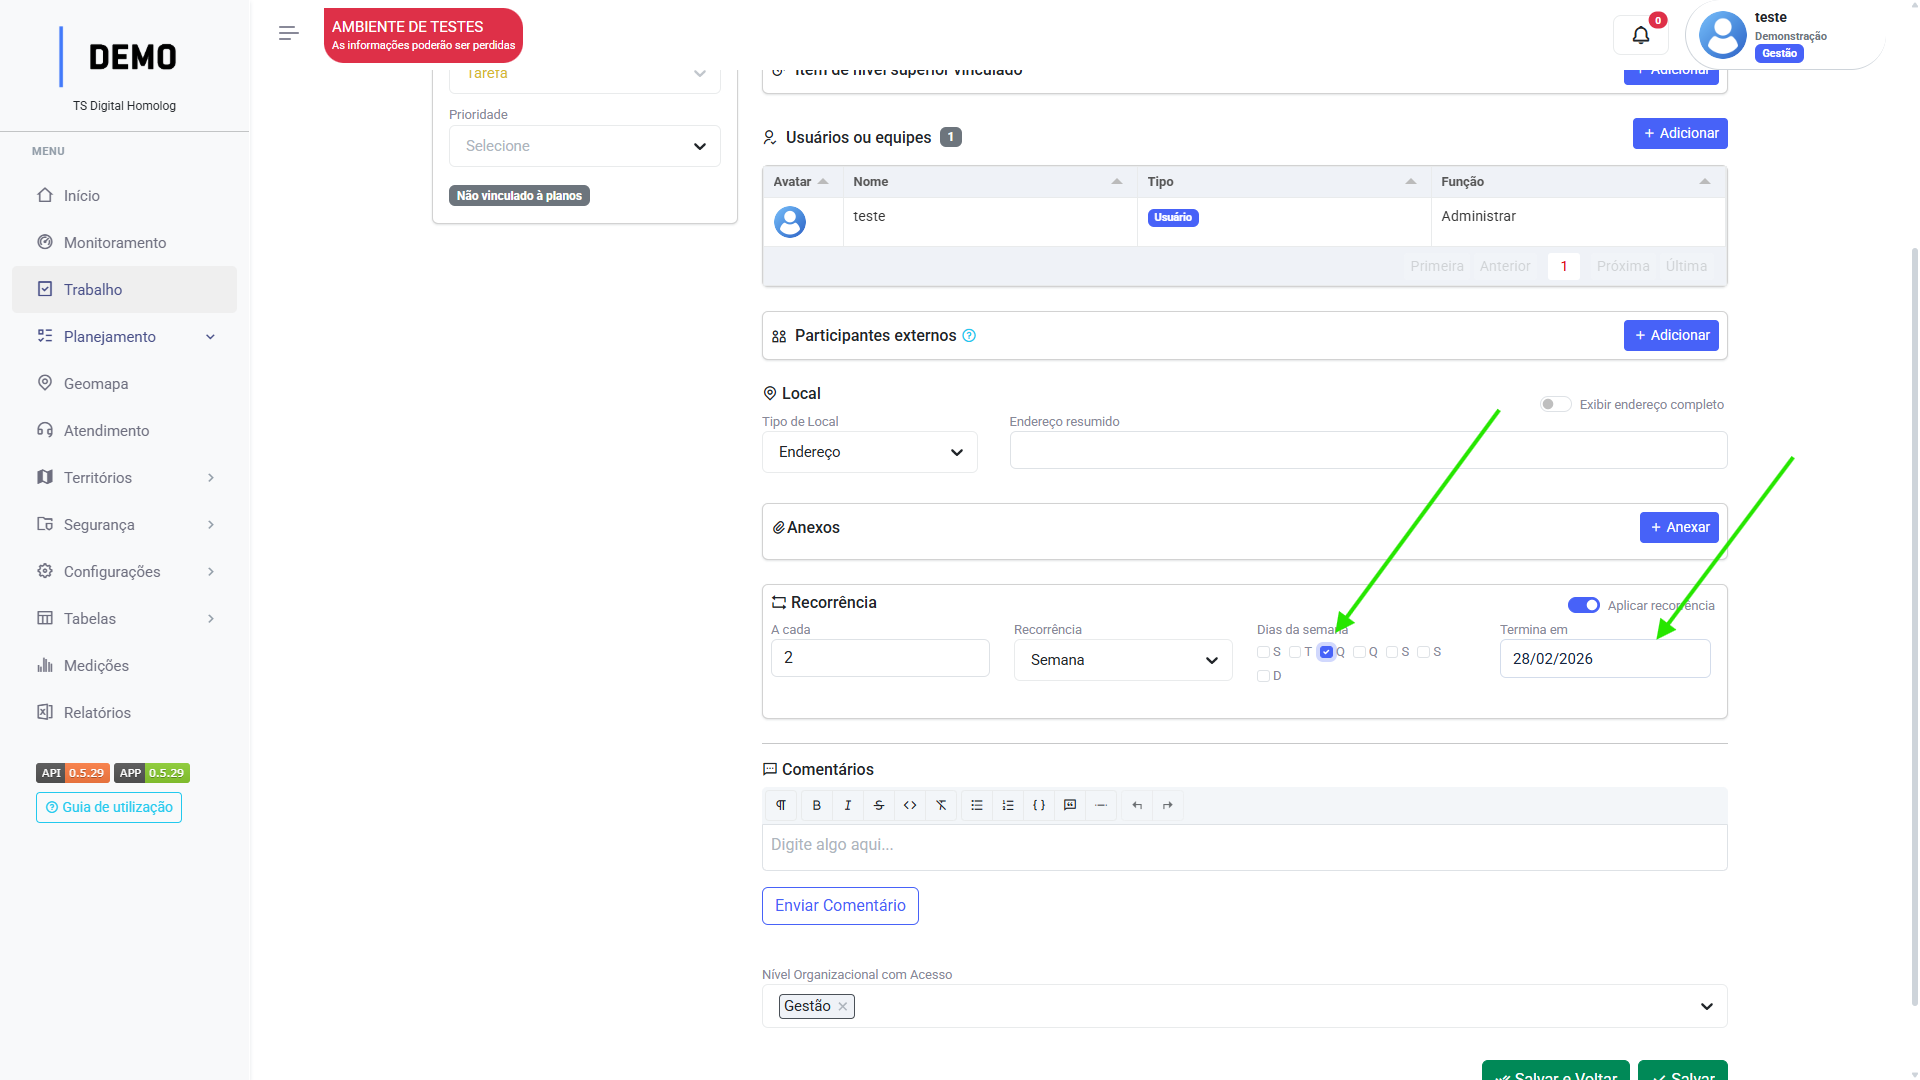 DEMO
TS Digital Homolog
MENU
Início
Monitoramento
Trabalho
Planejamento
Geomapa
Atendimento
Territórios
Segurança
Configurações
Tabelas
Medições
Relatórios
API 0.5.29 APP 0.5.29
Guia de utilização
AMBIENTE DE TESTES
As informações poderão ser perdidas
0
teste
Demonstração
Gestão
Tarefa
Prioridade
Selecione
Não vinculado à planos
Item de nível superior vinculado
+ Adicionar
Usuários ou equipes 1
+ Adicionar
Avatar Nome Tipo Função
teste Usuário Administrar
Primeira Anterior 1 Próxima Última
Participantes externos
+ Adicionar
Local
Exibir endereço completo
Tipo de Local Endereço resumido
Endereço
Anexos
+ Anexar
Recorrência
Aplicar recorrência
A cada Recorrência Dias da semana Termina em
2 Semana S T Q Q S S 28/02/2026
D
Comentários
Digite algo aqui...
Enviar Comentário
Nível Organizacional com Acesso
Gestão
Salvar e Voltar Salvar